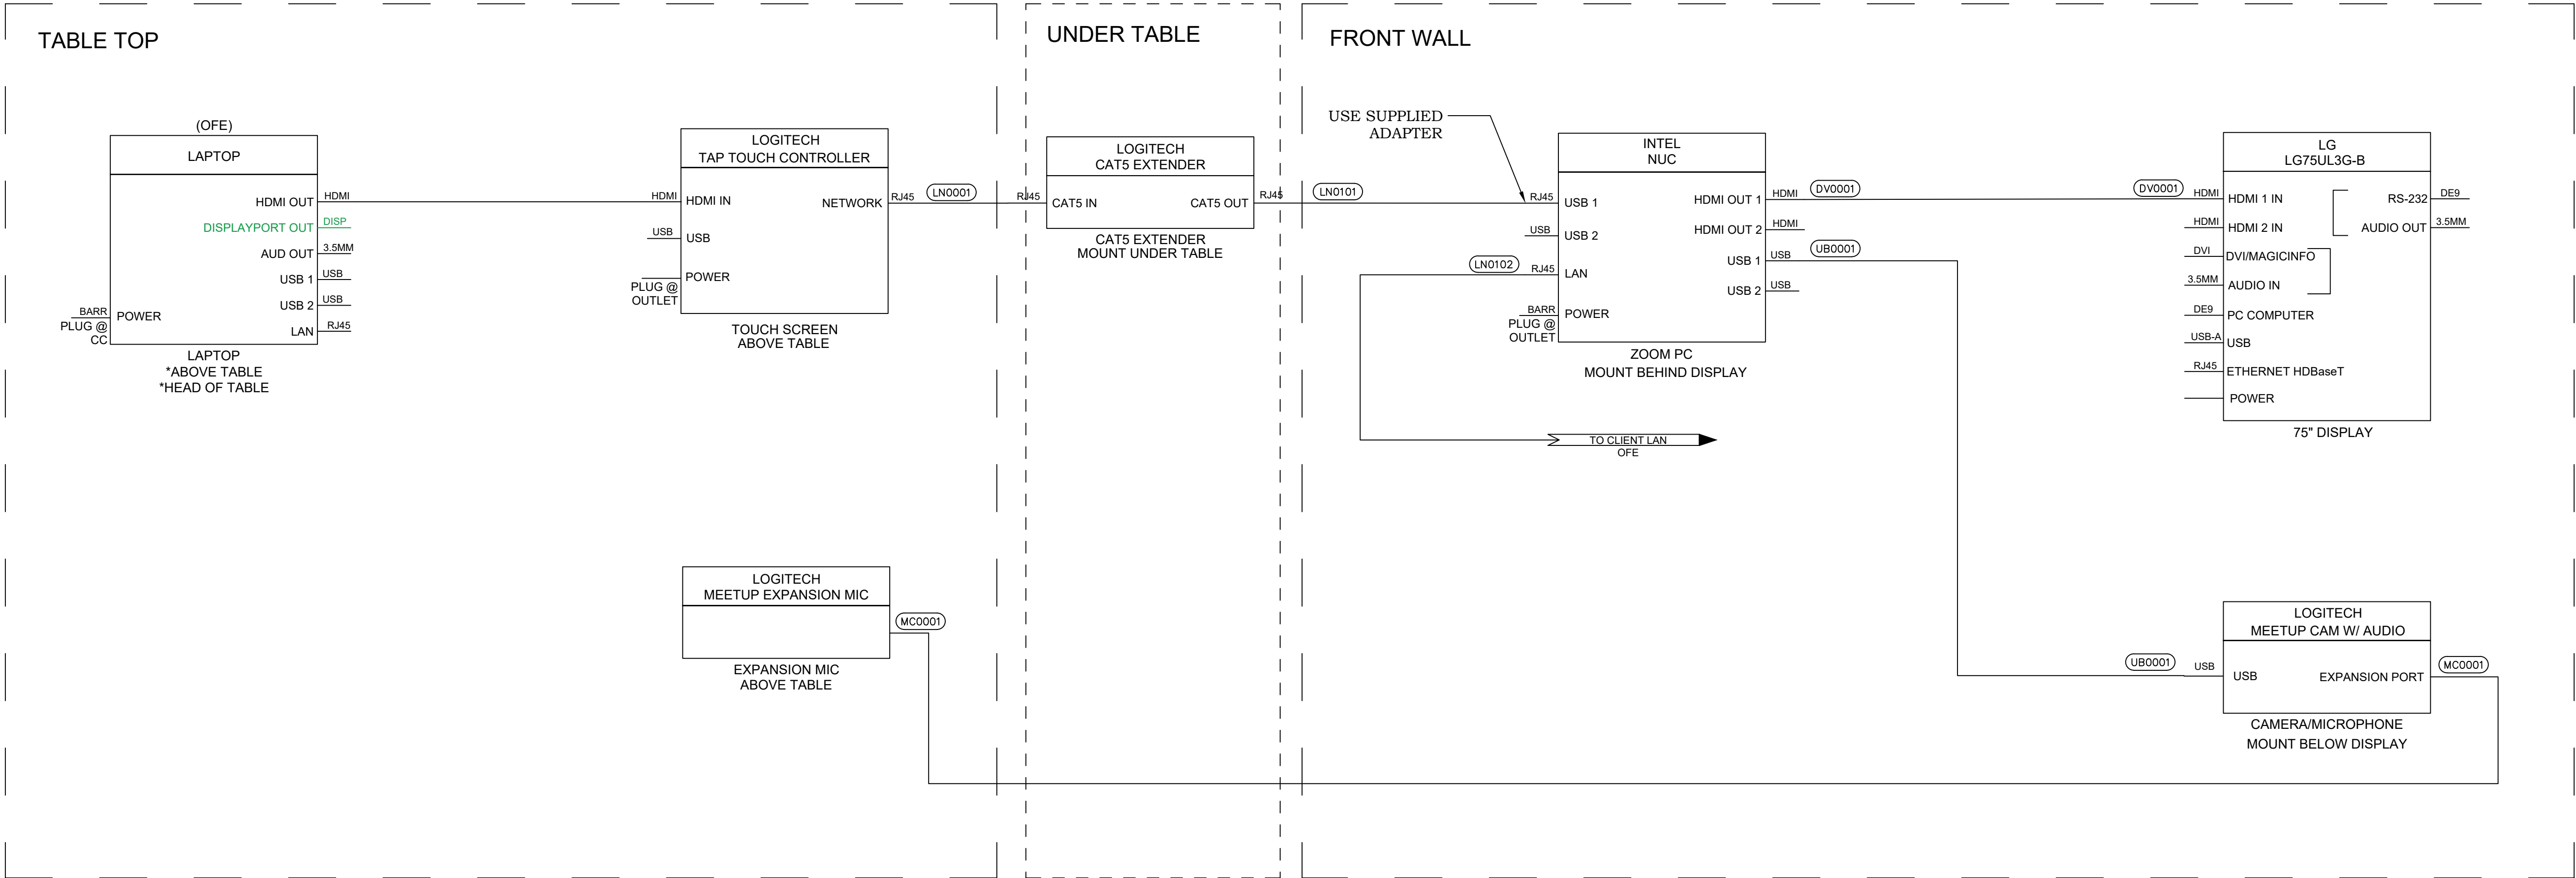 TABLE TOP
(OFE)
LAPTOP
HDMI OUT
HDMI
DISPLAYPORT OUT
DISP
AUD OUT
3.5MM
USB 1
USB
USB 2
USB
LAN
RJ45
BARR
POWER
PLUG @
CC
LAPTOP
*ABOVE TABLE
*HEAD OF TABLE
LOGITECH
TAP TOUCH CONTROLLER
HDMI
HDMI IN
NETWORK
RJ45
LN0001
USB
USB
POWER
PLUG @
OUTLET
TOUCH SCREEN
ABOVE TABLE
LOGITECH
MEETUP EXPANSION MIC
MC0001
EXPANSION MIC
ABOVE TABLE
UNDER TABLE
LOGITECH
CAT5 EXTENDER
RJ45
CAT5 IN
CAT5 OUT
RJ45
CAT5 EXTENDER
MOUNT UNDER TABLE
FRONT WALL
USE SUPPLIED
ADAPTER
LN0101
INTEL
NUC
RJ45
USB 1
HDMI OUT 1
HDMI
DV0001
USB
USB 2
HDMI OUT 2
HDMI
LN0102
RJ45
LAN
USB 1
USB
UB0001
USB 2
USB
BARR
POWER
PLUG @
OUTLET
ZOOM PC
MOUNT BEHIND DISPLAY
TO CLIENT LAN
OFE
LG
LG75UL3G-B
DV0001
HDMI
HDMI 1 IN
RS-232
DE9
HDMI
HDMI 2 IN
AUDIO OUT
3.5MM
DVI
DVI/MAGICINFO
3.5MM
AUDIO IN
DE9
PC COMPUTER
USB-A
USB
RJ45
ETHERNET HDBaseT
POWER
75" DISPLAY
LOGITECH
MEETUP CAM W/ AUDIO
UB0001
USB
USB
EXPANSION PORT
MC0001
CAMERA/MICROPHONE
MOUNT BELOW DISPLAY